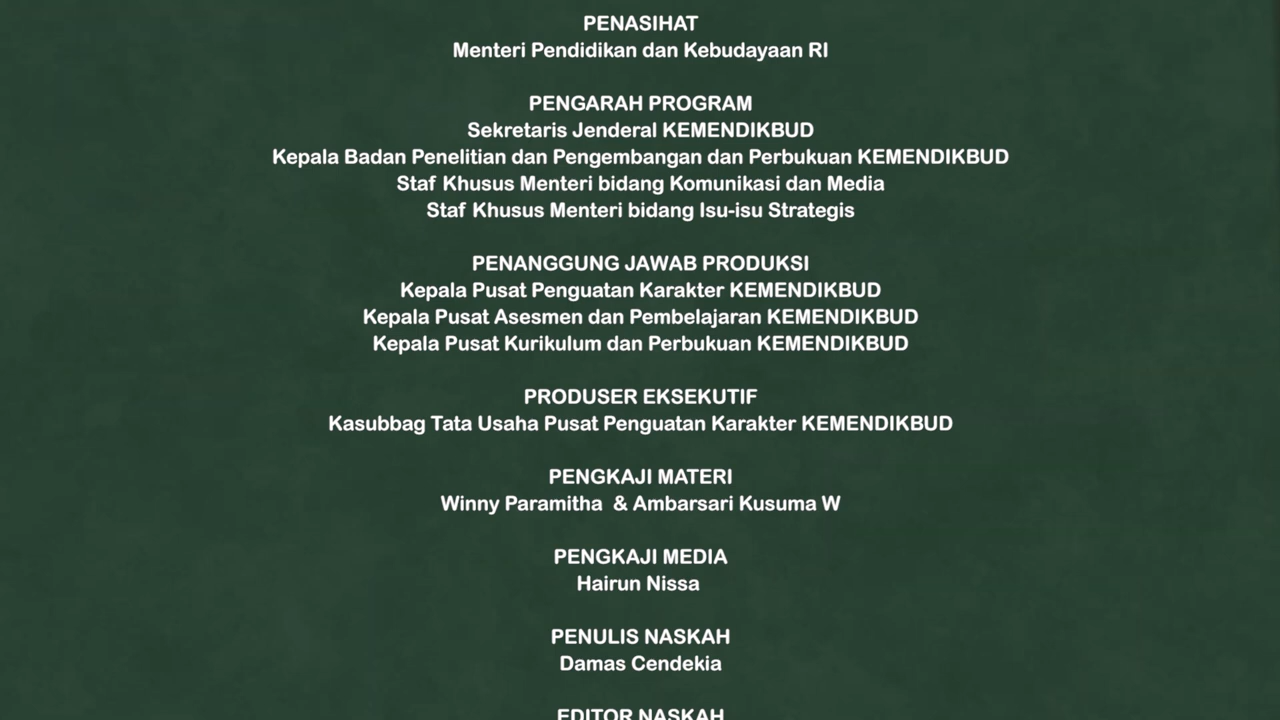 PENASIHAT
Menteri Pendidikan dan Kebudayaan RI
PENGARAH PROGRAM
Sekretaris Jenderal KEMENDIKBUD
Kepala Badan Penelitian dan Pengembangan dan Perbukuan KEMENDIKBUD
Staf Khusus Menteri bidang Komunikasi dan Media
Staf Khusus Menteri bidang Isu-isu Strategis
PENANGGUNG JAWAB PRODUKSI
Kepala Pusat Penguatan Karakter KEMENDIKBUD
Kepala Pusat Asesmen dan Pembelajaran KEMENDIKBUD
Kepala Pusat Kurikulum dan Perbukuan KEMENDIKBUD
PRODUSER EKSEKUTIF
Kasubbag Tata Usaha Pusat Penguatan Karakter KEMENDIKBUD
PENGKAJI MATERI
Winny Paramitha & Ambarsari Kusuma W
PENGKAJI MEDIA
Hairun Nissa
PENULIS NASKAH
Damas Cendekia
EDITOR NASKAH